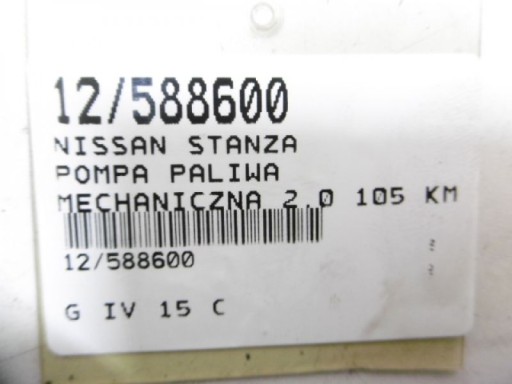 12/588600
NISSAN STANZA
POMPA PALIWA
MECHANICZNA 2.0 105 KM
12/588600
G IV 15 C